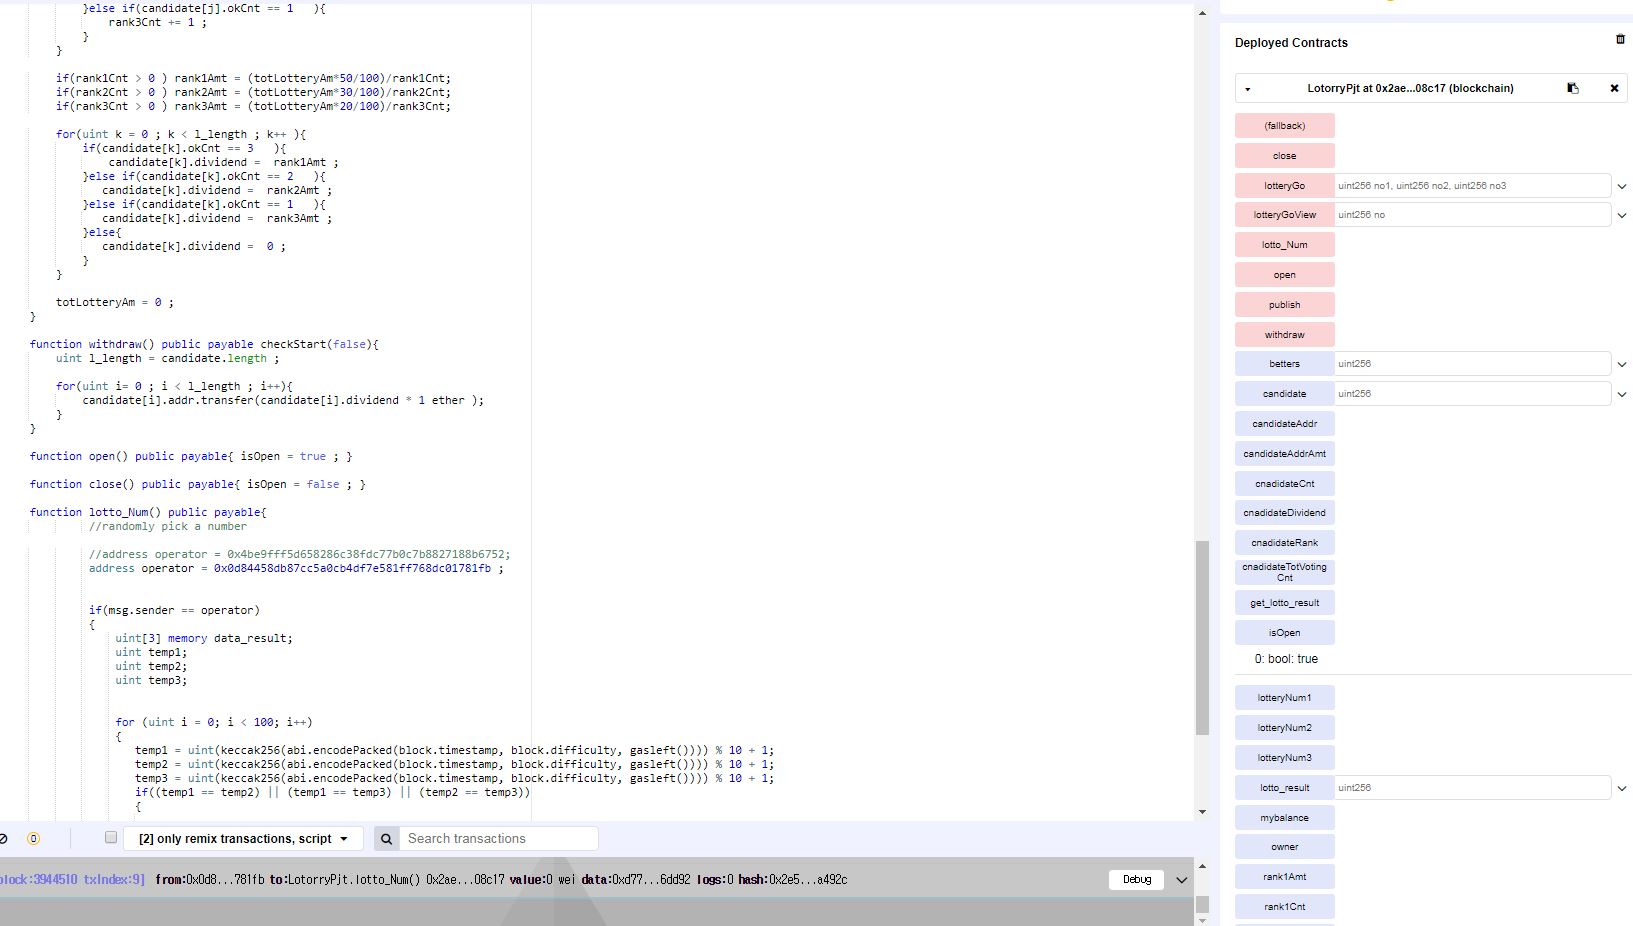 }else if(candidate[j].okCnt == 1   ){
rank3Cnt += 1 ;
}
}
if(rank1Cnt > 0 ) rank1Amt = (totLotteryAm*50/100)/rank1Cnt;
if(rank2Cnt > 0 ) rank2Amt = (totLotteryAm*30/100)/rank2Cnt;
if(rank3Cnt > 0 ) rank3Amt = (totLotteryAm*20/100)/rank3Cnt;
for(uint k = 0 ; k < l_length ; k++ ){
if(candidate[k].okCnt == 3   ){
candidate[k].dividend =  rank1Amt ;
}else if(candidate[k].okCnt == 2   ){
candidate[k].dividend =  rank2Amt ;
}else if(candidate[k].okCnt == 1   ){
candidate[k].dividend =  rank3Amt ;
}else{
candidate[k].dividend =  0 ;
}
}
totLotteryAm = 0 ;
}
function withdraw() public payable checkStart(false){
uint l_length = candidate.length ;
for(uint i= 0 ; i < l_length ; i++){
candidate[i].addr.transfer(candidate[i].dividend * 1 ether );
}
}
function open() public payable{ isOpen = true ; }
function close() public payable{ isOpen = false ; }
function lotto_Num() public payable{
//randomly pick a number
//address operator = 0x4be9fff5d658286c38fdc77b0c7b8827188b6752;
address operator = 0x0d84458db87cc5a0cb4df7e581ff768dc01781fb ;
if(msg.sender == operator)
{
uint[3] memory data_result;
uint temp1;
uint temp2;
uint temp3;
for (uint i = 0; i < 100; i++)
{
temp1 = uint(keccak256(abi.encodePacked(block.timestamp, block.difficulty, gasleft()))) % 10 + 1;
temp2 = uint(keccak256(abi.encodePacked(block.timestamp, block.difficulty, gasleft()))) % 10 + 1;
temp3 = uint(keccak256(abi.encodePacked(block.timestamp, block.difficulty, gasleft()))) % 10 + 1;
if((temp1 == temp2) || (temp1 == temp3) || (temp2 == temp3))
{
0
[2] only remix transactions, script
Search transactions
block:3944510 txIndex:9] from:0x0d8...781fb to:LotorryPjt.lotto_Num() 0x2ae...08c17 value:0 wei data:0xd77...6dd92 logs:0 hash:0x2e5...a492c
Debug
Deployed Contracts
LotorryPjt at 0x2ae...08c17 (blockchain)
(fallback)
close
lotteryGo uint256 no1, uint256 no2, uint256 no3
lotteryGoView uint256 no
lotto_Num
open
publish
withdraw
betters uint256
candidate uint256
candidateAddr
candidateAddrAmt
cnadidateCnt
cnadidateDividend
cnadidateRank
cnadidateTotVoting
Cnt
get_lotto_result
isOpen
0: bool: true
lotteryNum1
lotteryNum2
lotteryNum3
lotto_result uint256
mybalance
owner
rank1Amt
rank1Cnt